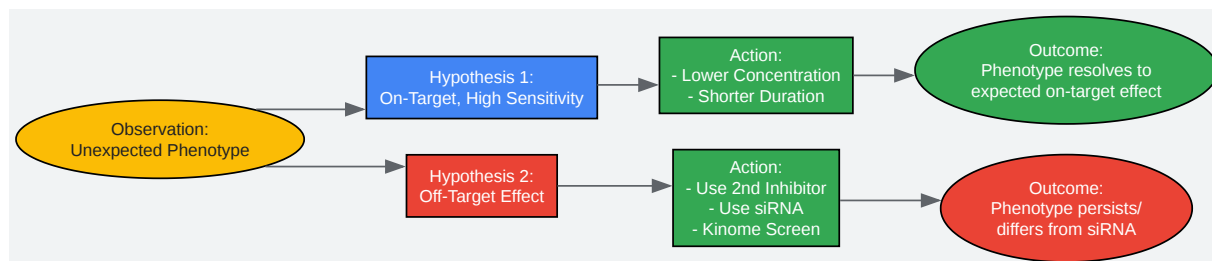 Observation:
Unexpected Phenotype
Hypothesis 1:
On-Target, High Sensitivity
Action:
- Lower Concentration
- Shorter Duration
Outcome:
Phenotype resolves to
expected on-target effect
Hypothesis 2:
Off-Target Effect
Action:
- Use 2nd Inhibitor
- Use siRNA
- Kinome Screen
Outcome:
Phenotype persists/
differs from siRNA